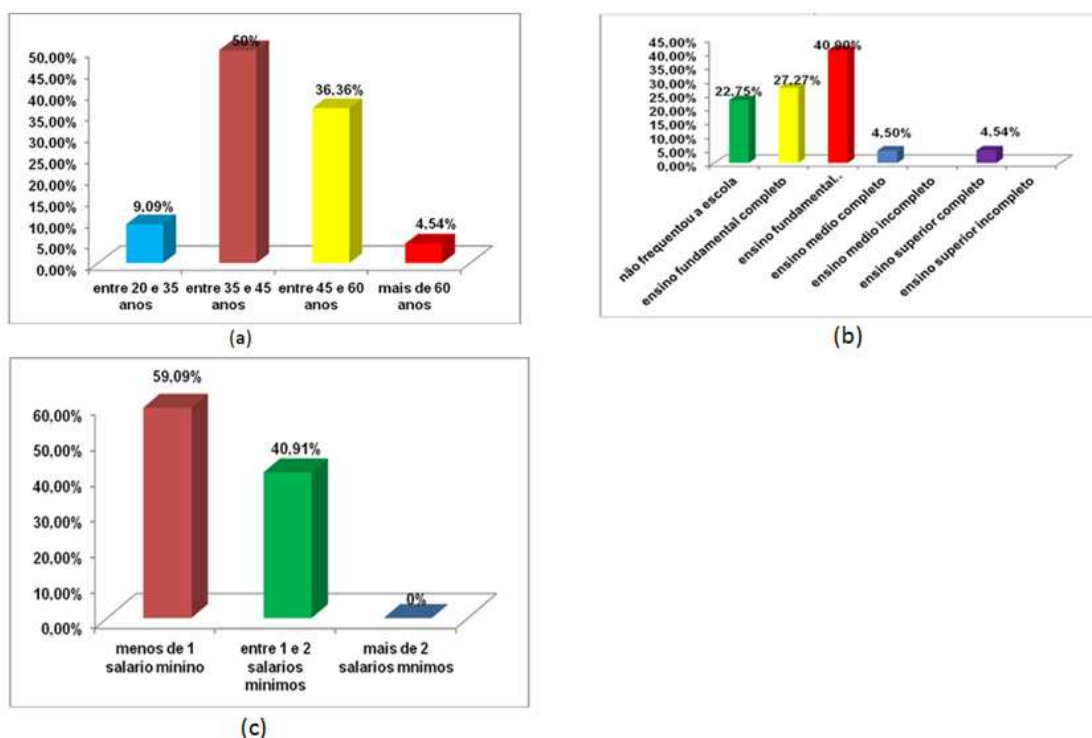 50%
50,00%
45,00%
40,00%
35,00%
30,00%
25,00%
20,00%
15,00%
10,00%
5,00%
0,00%
9,09%
36,36%
4,54%
entre 20 e 35
anos
entre 35 e 45
anos
entre 45 e 60
anos
mais de 60
anos
(a)
45,00%
40,00%
35,00%
30,00%
25,00%
20,00%
15,00%
10,00%
5,00%
0,00%
22,75%
27,27%
40,90%
4,50%
4,54%
não frequentou a escola
ensino fundamental completo
ensino fundamental..
ensino medio completo
ensino medio incompleto
ensino superior completo
ensino superior incompleto
(b)
60,00%
50,00%
40,00%
30,00%
20,00%
10,00%
0,00%
59,09%
40,91%
0%
menos de 1
salario minino
entre 1 e 2
salarios
minimos
mais de 2
salarios mnimos
(c)